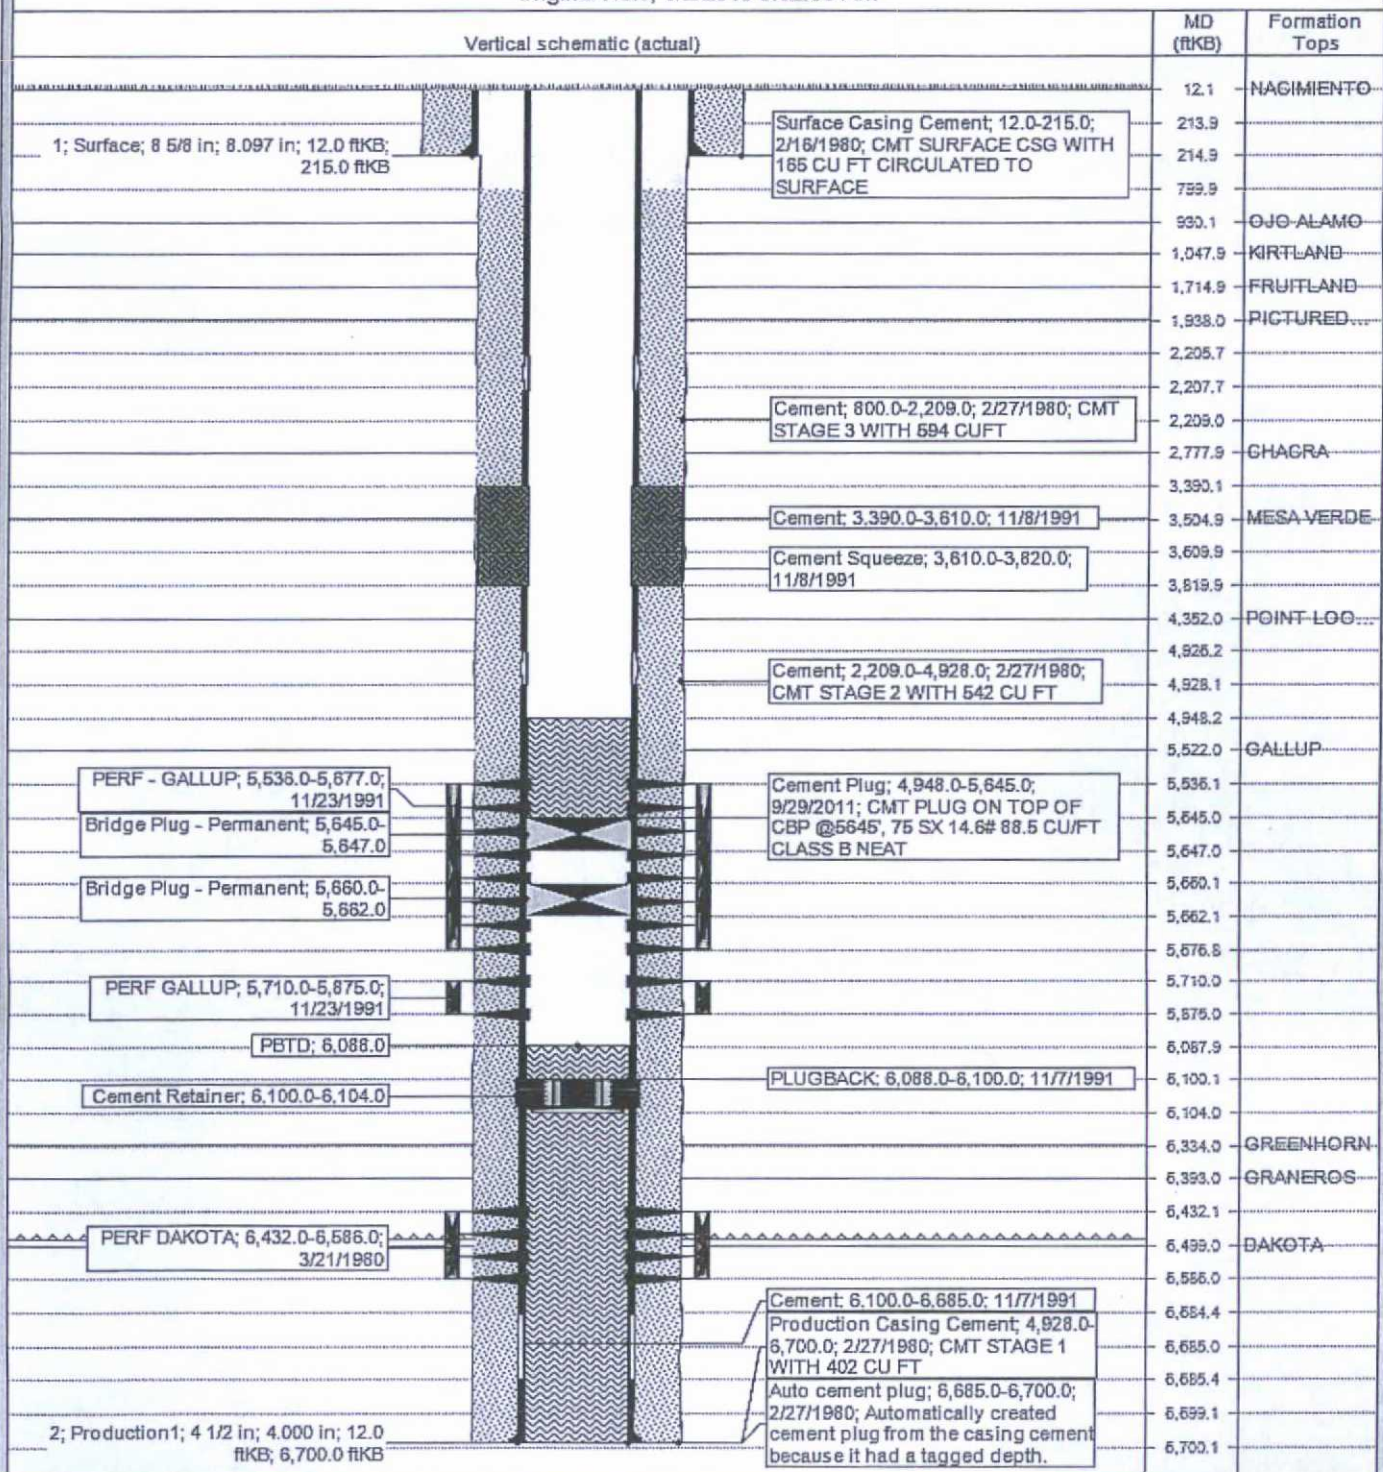 Vertical schematic (actual)
MD
(ftKB)
Formation
Tops
1; Surface; 8 5/8 in; 8.097 in; 12.0 ftKB;
215.0 ftKB
PERF - GALLUP; 5,536.0-5,677.0;
11/23/1991
Bridge Plug - Permanent; 5,645.0-
5,647.0
Bridge Plug - Permanent; 5,660.0-
5,662.0
PERF GALLUP; 5,710.0-5,875.0;
11/23/1991
PBTD; 6,088.0
Cement Retainer; 6,100.0-6,104.0
PERF DAKOTA; 6,432.0-6,586.0;
3/21/1980
2; Production1; 4 1/2 in; 4.000 in; 12.0
ftKB; 6,700.0 ftKB
Surface Casing Cement; 12.0-215.0;
2/16/1980; CMT SURFACE CSG WITH
165 CU FT CIRCULATED TO
SURFACE
Cement; 800.0-2,209.0; 2/27/1980; CMT
STAGE 3 WITH 594 CUFT
Cement; 3,390.0-3,610.0; 11/8/1991
Cement Squeeze; 3,610.0-3,820.0;
11/8/1991
Cement; 2,209.0-4,928.0; 2/27/1980;
CMT STAGE 2 WITH 542 CU FT
Cement Plug; 4,948.0-5,645.0;
9/29/2011; CMT PLUG ON TOP OF
CBP @5645', 75 SX 14.6# 88.5 CU/FT
CLASS B NEAT
PLUGBACK; 6,088.0-6,100.0; 11/7/1991
Cement; 6,100.0-6,685.0; 11/7/1991
Production Casing Cement; 4,928.0-
6,700.0; 2/27/1980; CMT STAGE 1
WITH 402 CU FT
Auto cement plug; 6,685.0-6,700.0;
2/27/1980; Automatically created
cement plug from the casing cement
because it had a tagged depth.
12.1 NACIMIENTO
213.9
214.9
799.9
930.1 OJO ALAMO
1,047.9 KIRTLAND
1,714.9 FRUITLAND
1,938.0 PICTURED...
2,205.7
2,207.7
2,209.0
2,777.9 CHACRA
3,390.1
3,504.9 MESA VERDE
3,609.9
3,819.9
4,352.0 POINT LOO...
4,926.2
4,928.1
4,948.2
5,522.0 GALLUP
5,536.1
5,645.0
5,647.0
5,660.1
5,662.1
5,676.8
5,710.0
5,875.0
6,087.9
6,100.1
6,104.0
6,334.0 GREENHORN
6,393.0 GRANEROS
6,432.1
6,499.0 DAKOTA
6,586.0
6,684.4
6,685.0
6,685.4
6,699.1
6,700.1